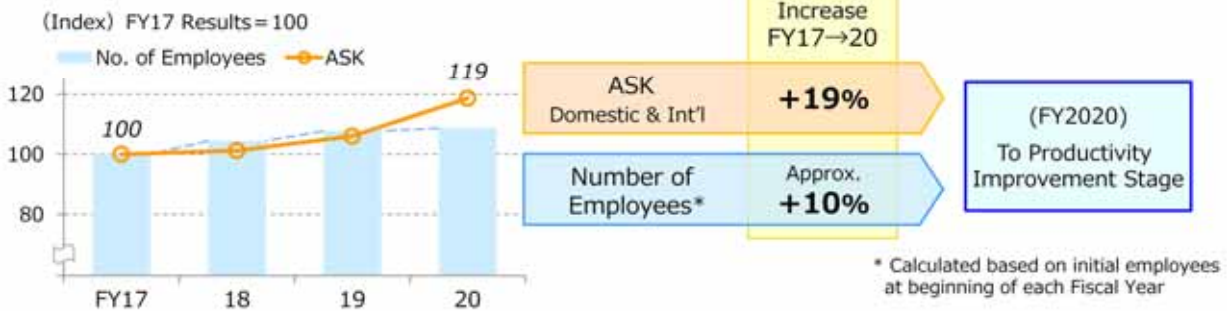 (Index) FY17 Results=100
No. of Employees
ASK
120
100
80
100
119
FY17
18
19
20
Increase
FY17→20
ASK
Domestic & Int'l
+19%
Number of
Employees*
Approx.
+10%
(FY2020)
To Productivity
Improvement Stage
* Calculated based on initial employees
at beginning of each Fiscal Year